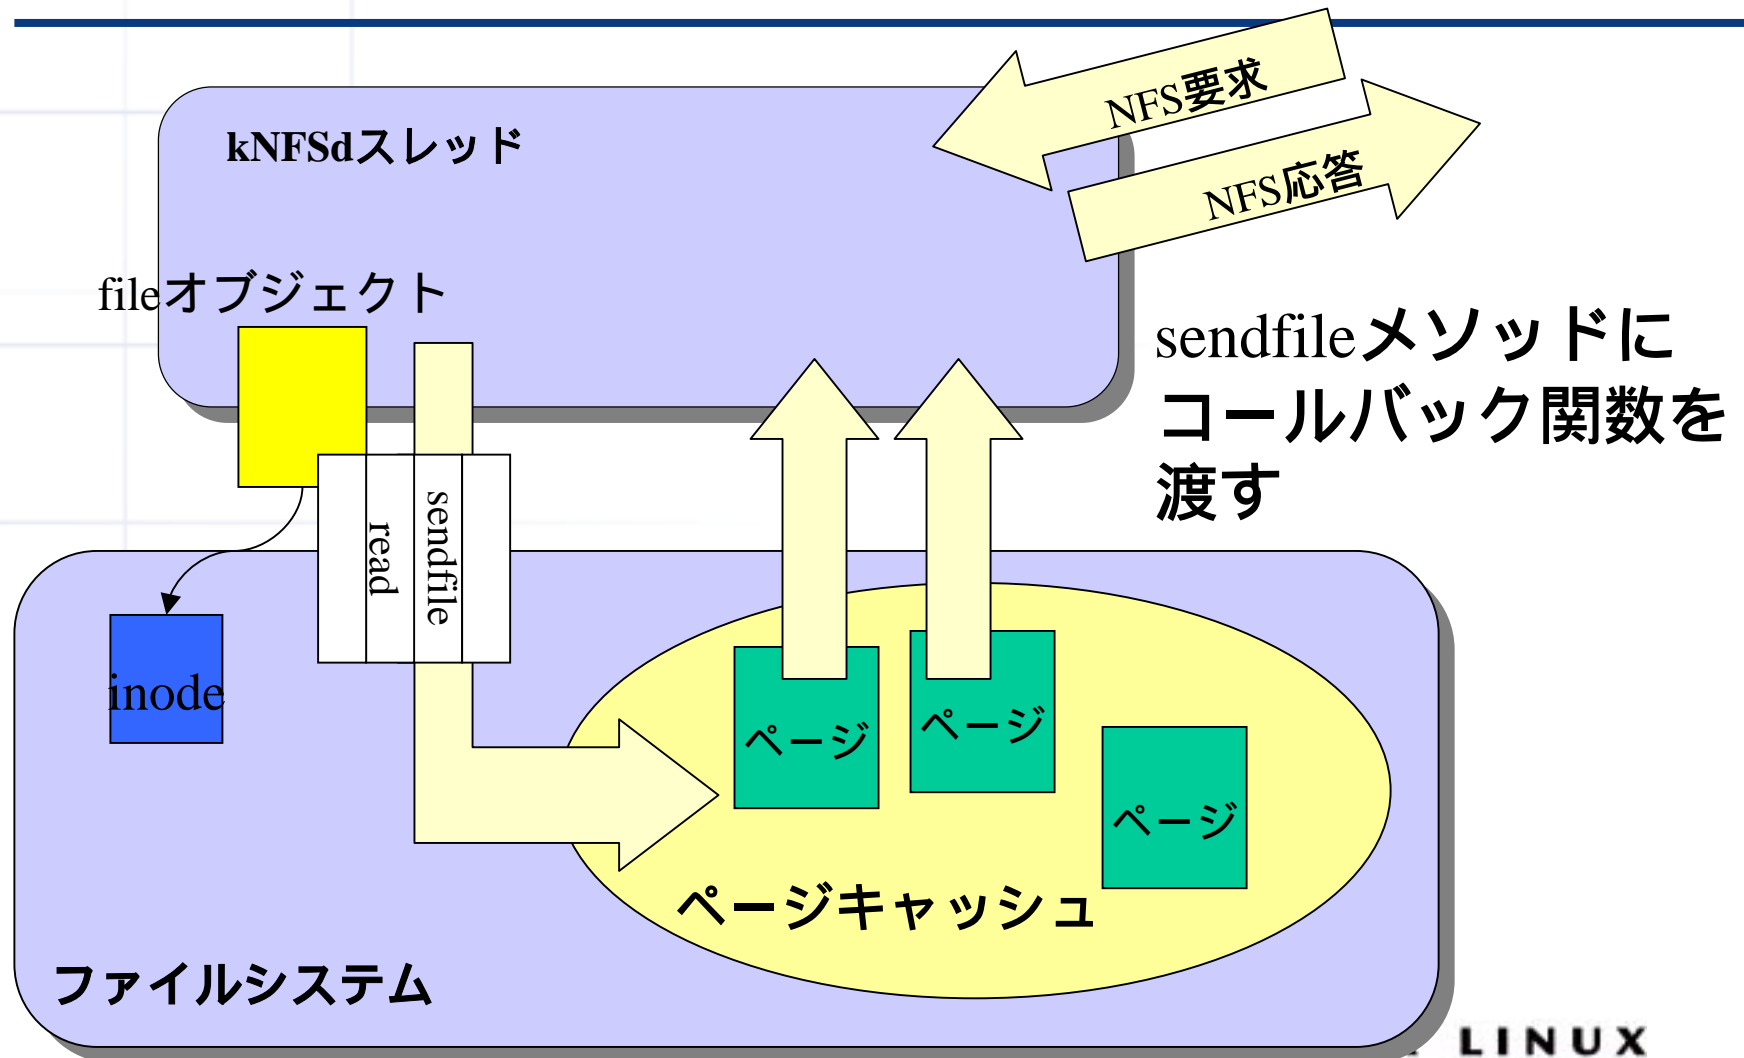 NFS要求
kNFSdスレッド
NFS応答
fileオブジェクト
sendfileメソッドに
コールバック関数を
渡す
read
sendfile
inode
ページ
ページ
ページ
ページキャッシュ
ファイルシステム
LINUX